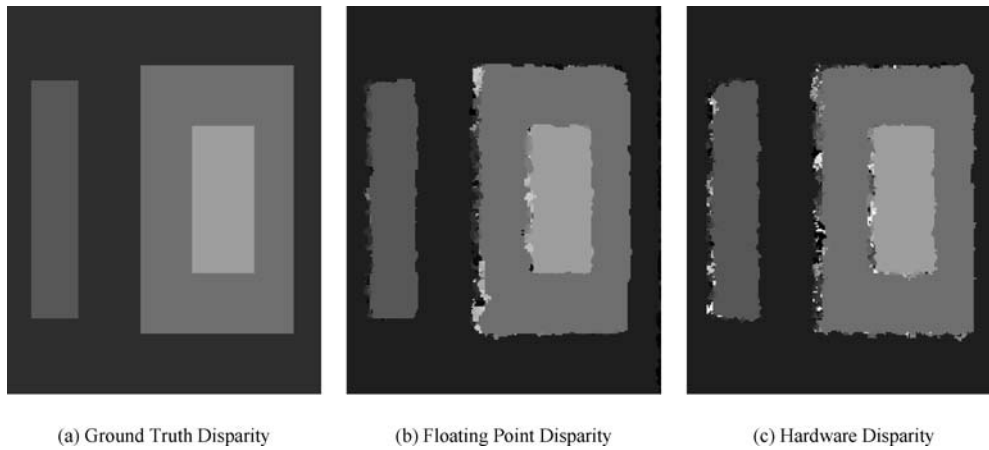 (a) Ground Truth Disparity
(b) Floating Point Disparity
(c) Hardware Disparity